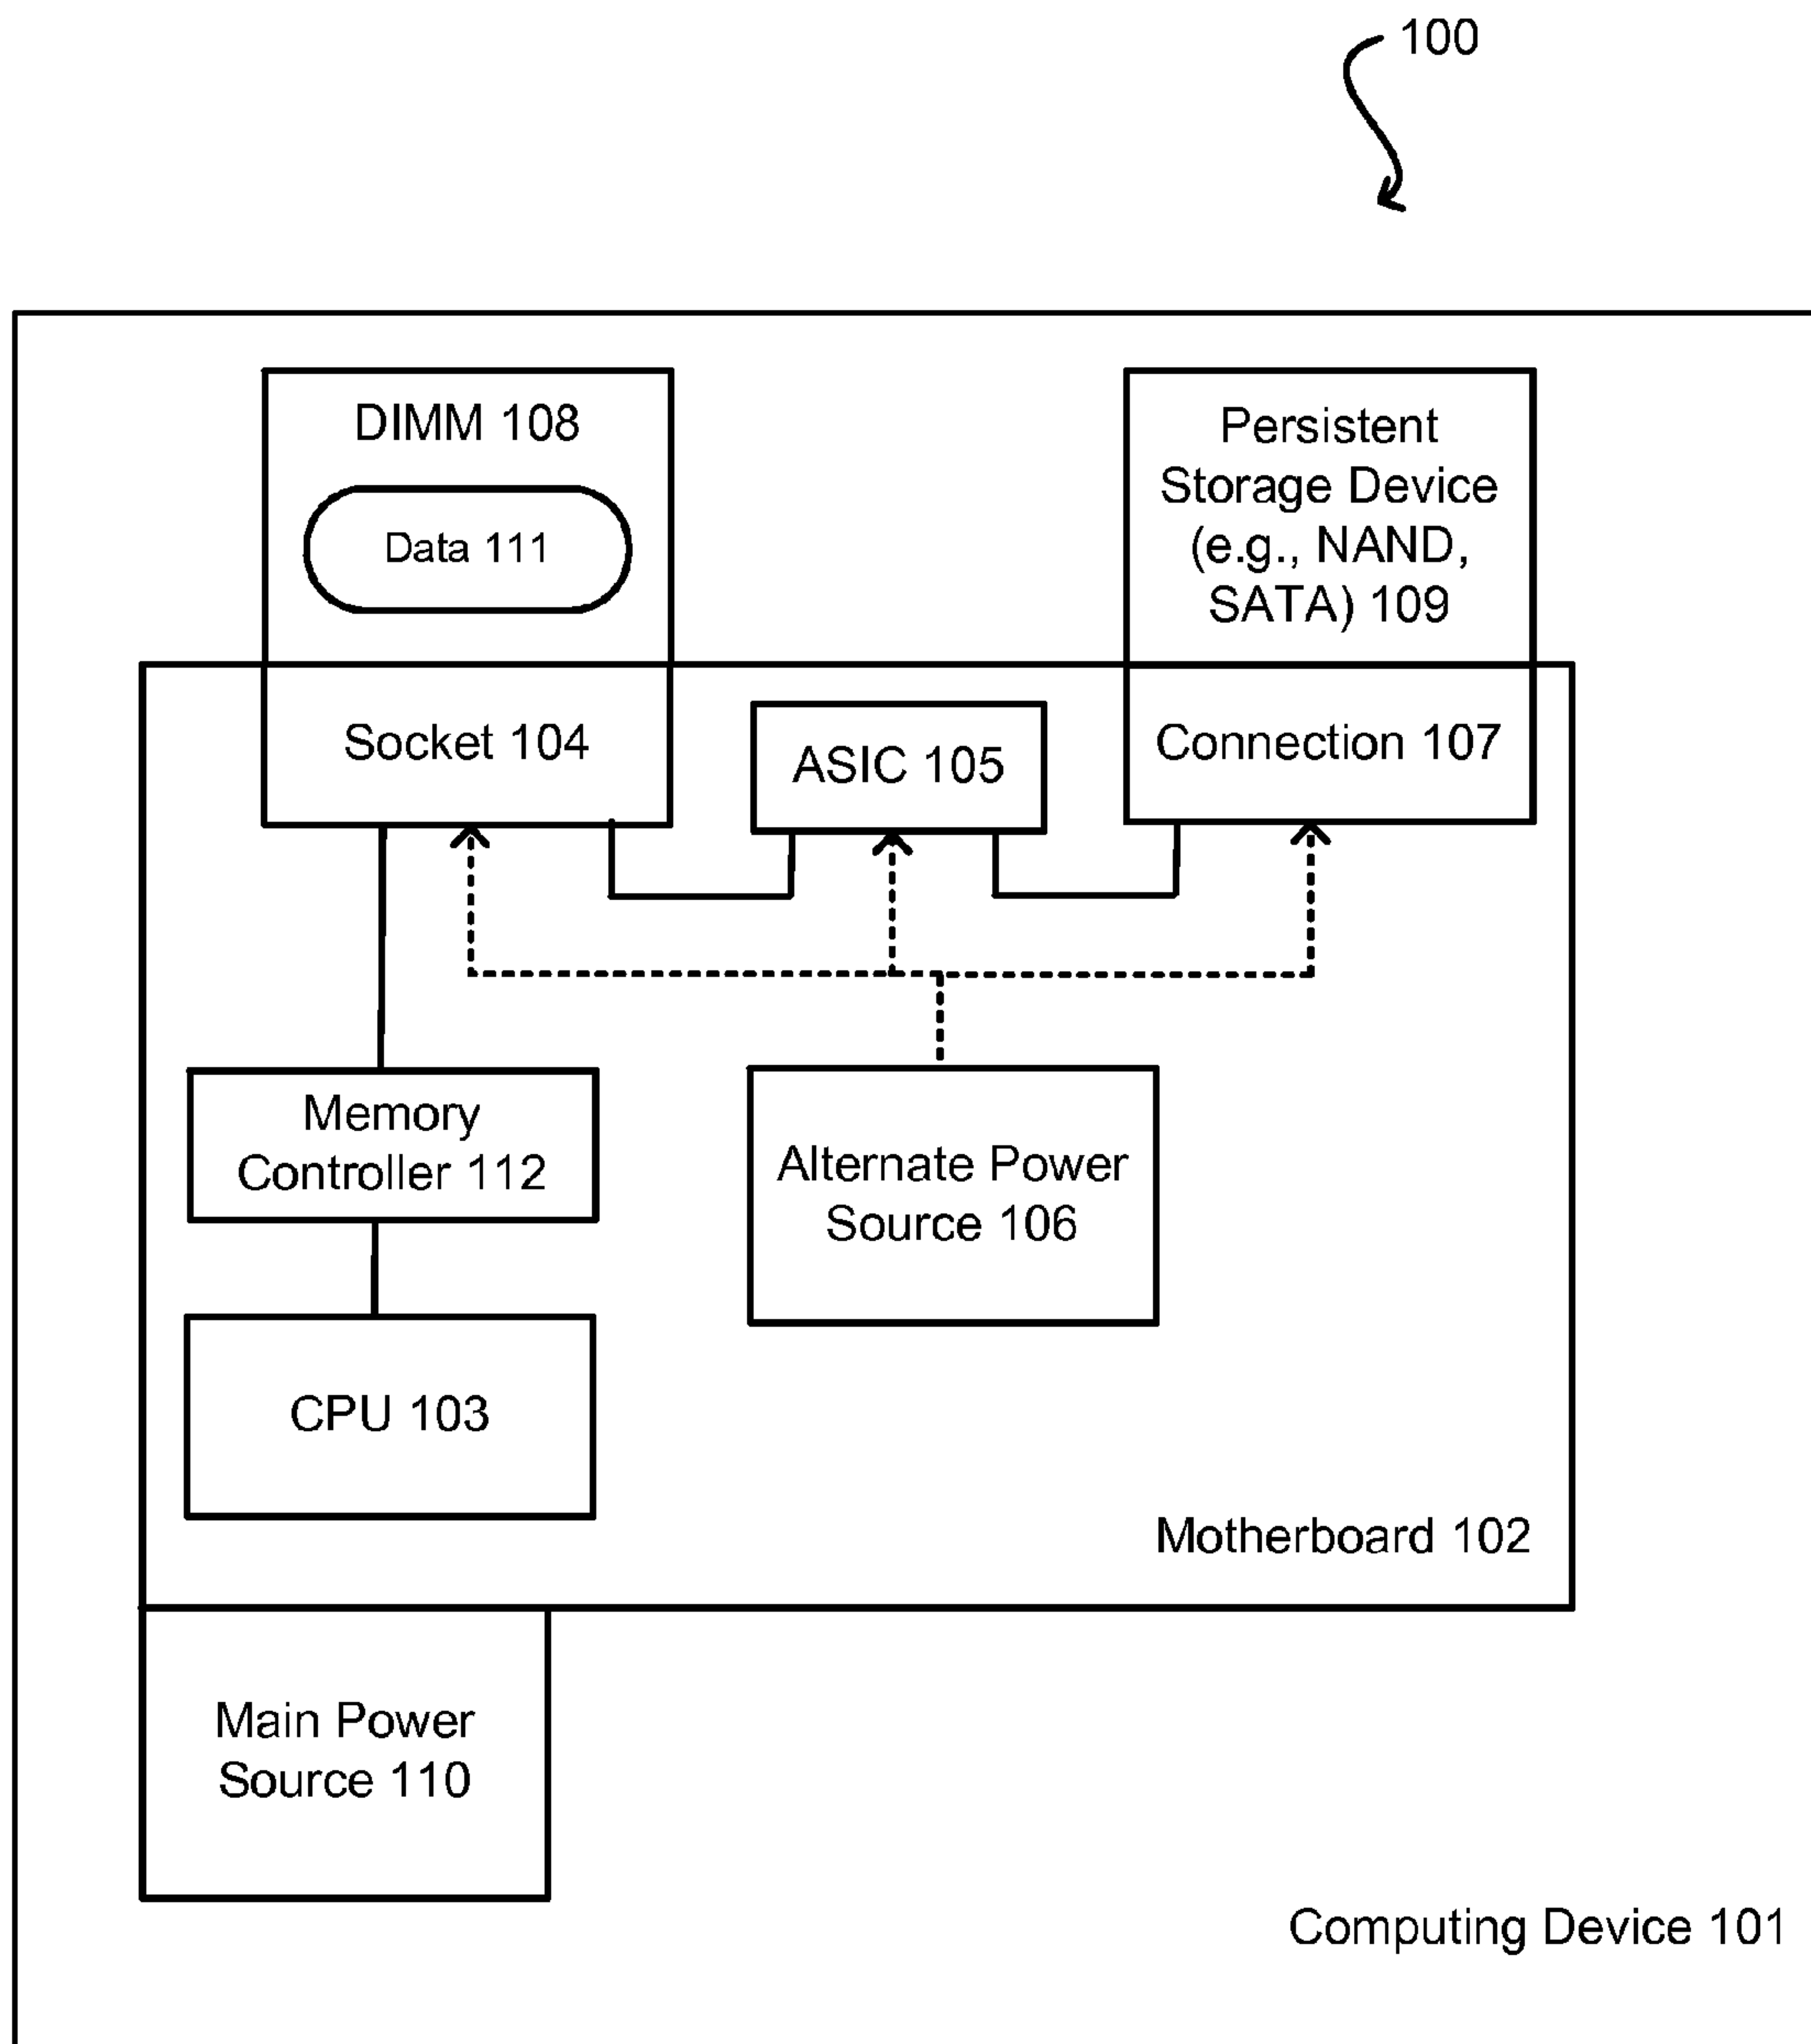 100
DIMM 108
Data 111
Persistent
Storage Device
(e.g., NAND,
SATA) 109
Socket 104
ASIC 105
Connection 107
Memory
Controller 112
Alternate Power
Source 106
CPU 103
Motherboard 102
Main Power
Source 110
Computing Device 101